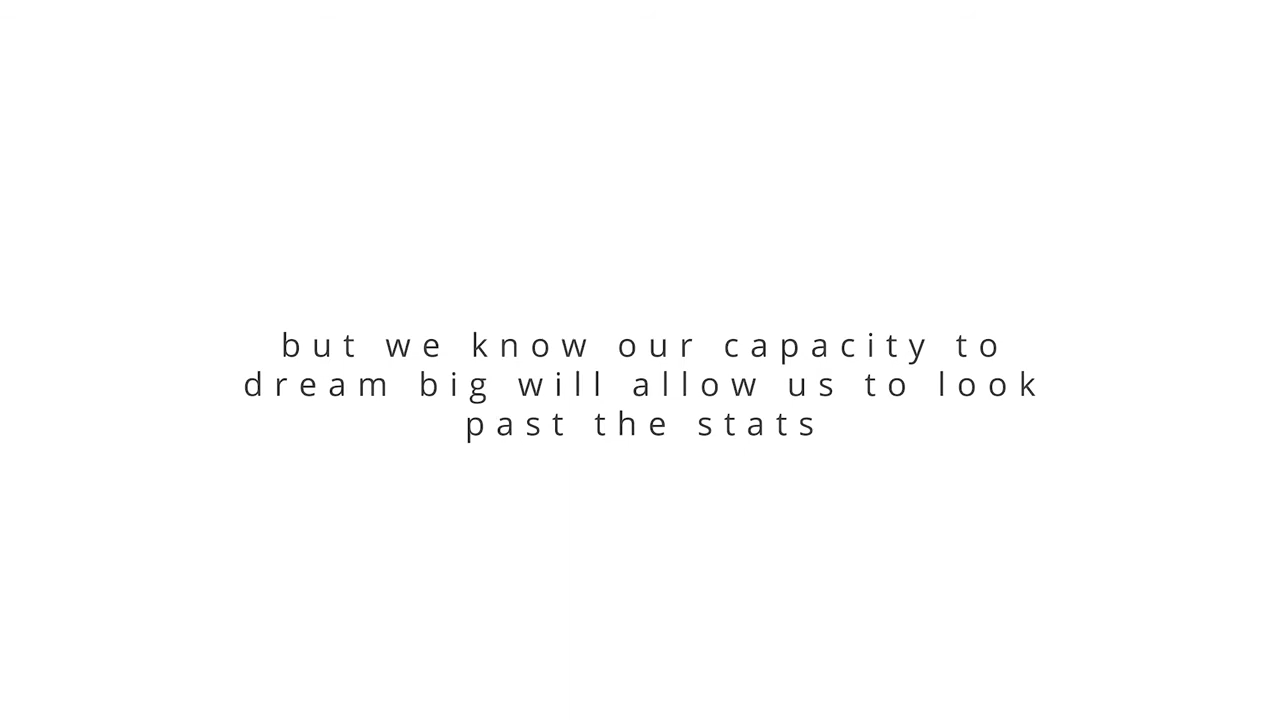 but we know our capacity to
dream big will allow us to look
past the stats